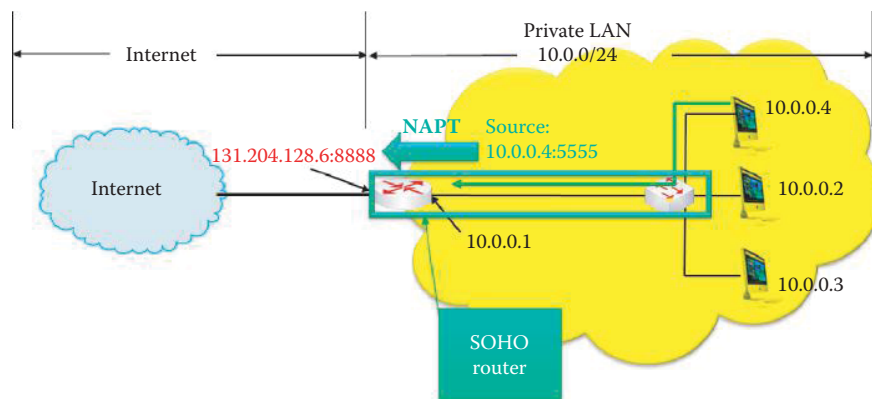 Private LAN
10.0.0/24
Internet
NAPT
Source:
10.0.0.4:5555
131.204.128.6:8888
10.0.0.4
Internet
10.0.0.2
10.0.0.1
10.0.0.3
SOHO
router